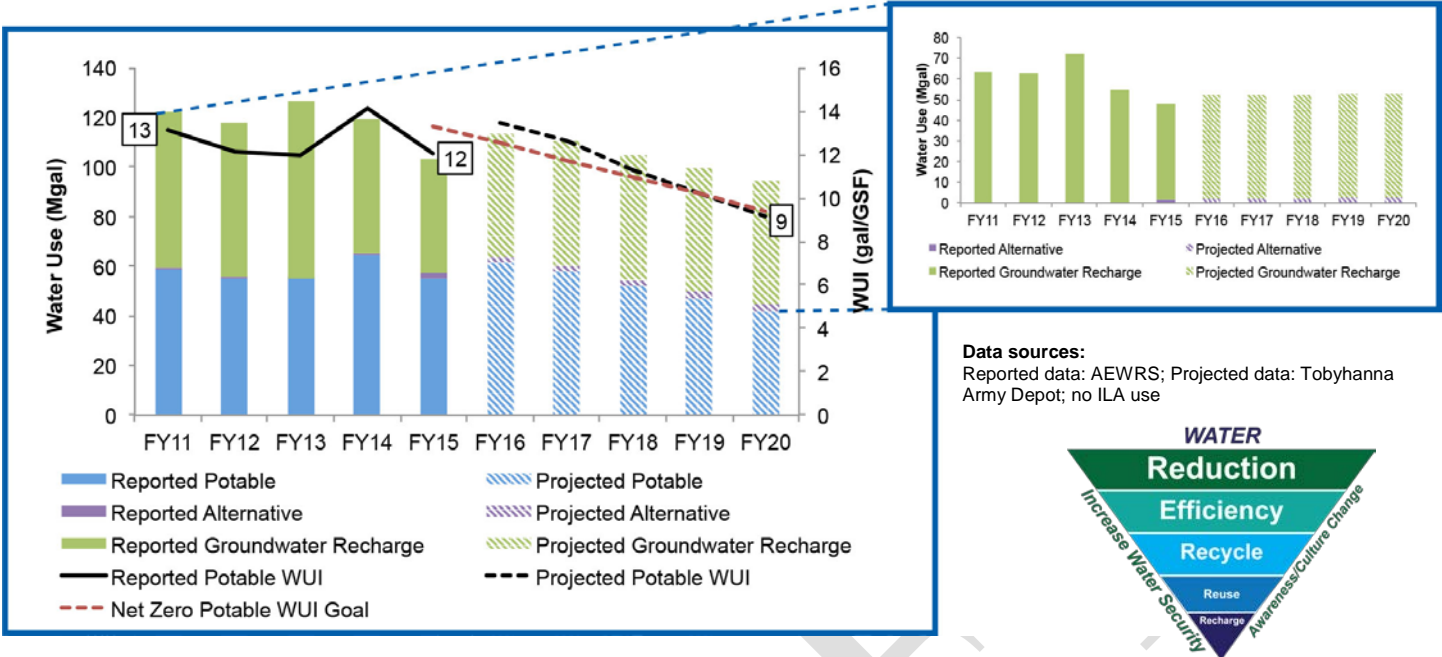 140
120
100
80
60
40
20
0
Water Use (Mgal)
16
14
12
10
8
6
4
2
0
WUI (gal/GSF)
13
12
9
FY11 FY12 FY13 FY14 FY15 FY16 FY17 FY18 FY19 FY20
Reported Potable
Projected Potable
Reported Alternative
Projected Alternative
Reported Groundwater Recharge
Projected Groundwater Recharge
Reported Potable WUI
Projected Potable WUI
Net Zero Potable WUI Goal
80
70
60
50
40
30
20
10
0
Water Use (Mgal)
FY11 FY12 FY13 FY14 FY15 FY16 FY17 FY18 FY19 FY20
Reported Alternative
Projected Alternative
Reported Groundwater Recharge
Projected Groundwater Recharge
Data sources:
Reported data: AEWRS; Projected data: Tobyhanna
Army Depot; no ILA use
WATER
Reduction
Efficiency
Recycle
Reuse
Recharge
Increase Water Security
Awareness/Culture Change